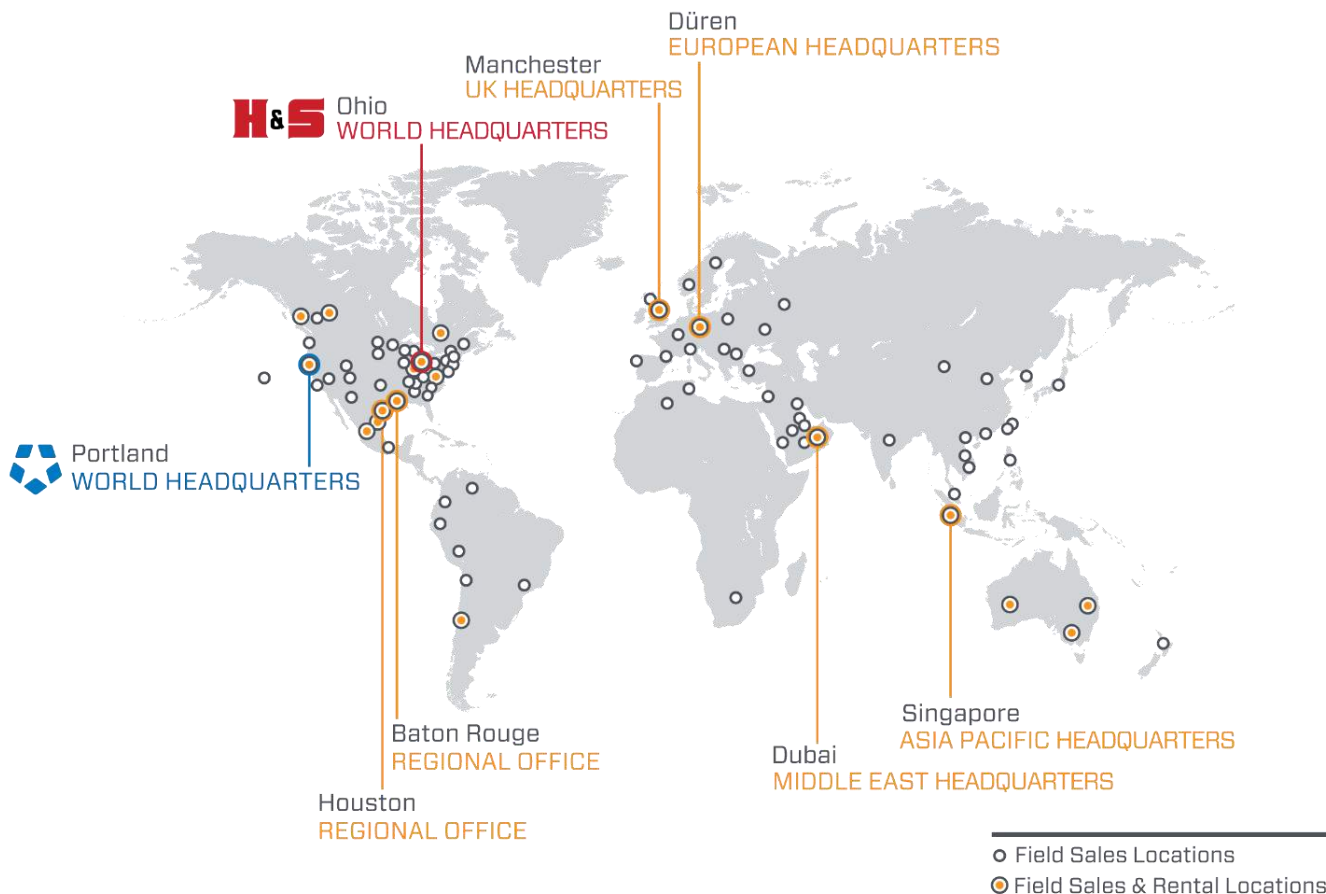 Düren
EUROPEAN HEADQUARTERS
Manchester
UK HEADQUARTERS
H&S
Ohio
WORLD HEADQUARTERS
Portland
WORLD HEADQUARTERS
Baton Rouge
REGIONAL OFFICE
Houston
REGIONAL OFFICE
Singapore
ASIA PACIFIC HEADQUARTERS
Dubai
MIDDLE EAST HEADQUARTERS
Field Sales Locations
Field Sales & Rental Locations